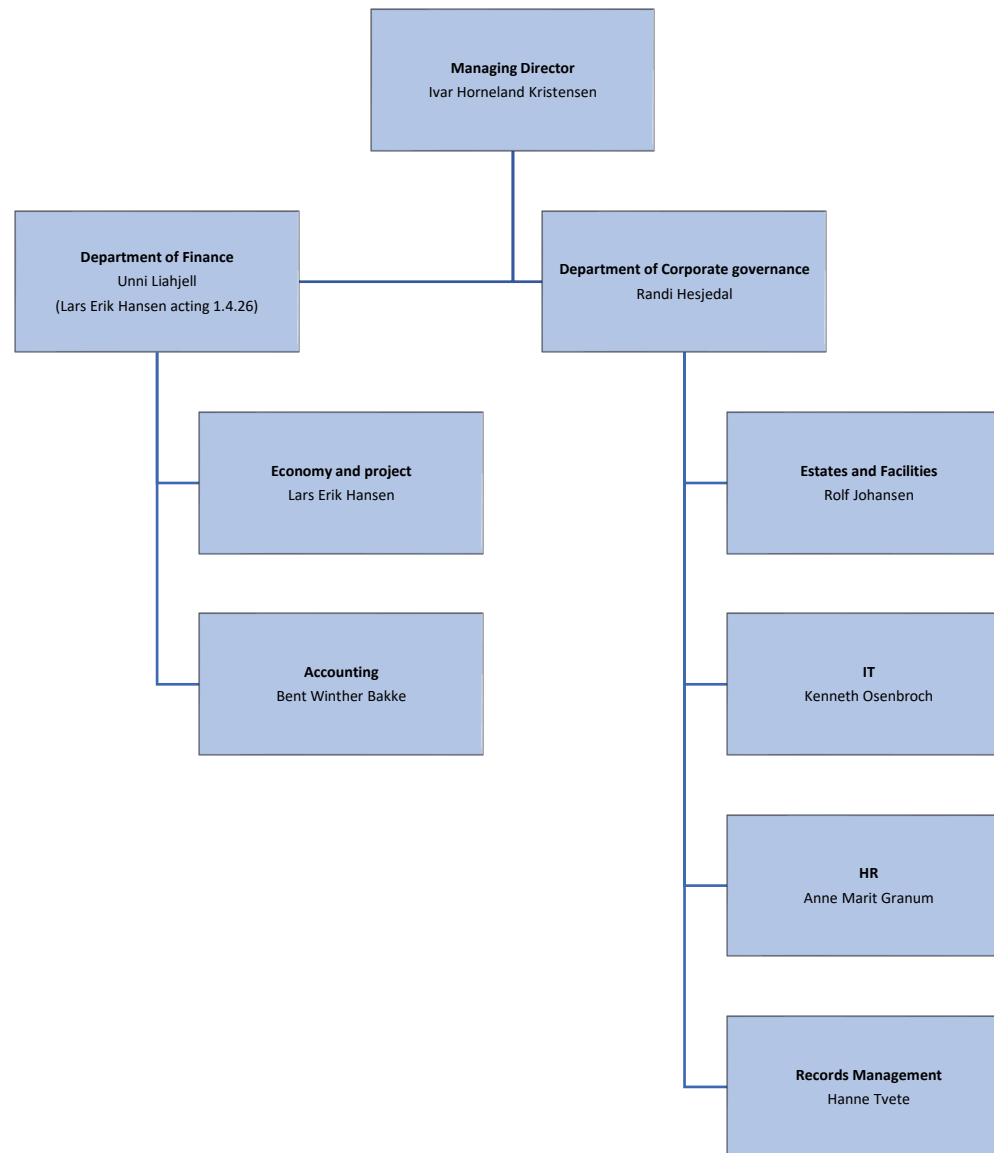 Managing Director
Ivar Horneland Kristensen
Department of Finance
Unni Liahjell
(Lars Erik Hansen acting 1.4.26)
Department of Corporate governance
Randi Hesjedal
Economy and project
Lars Erik Hansen
Estates and Facilities
Rolf Johansen
Accounting
Bent Winther Bakke
IT
Kenneth Osenbroch
HR
Anne Marit Granum
Records Management
Hanne Tvete